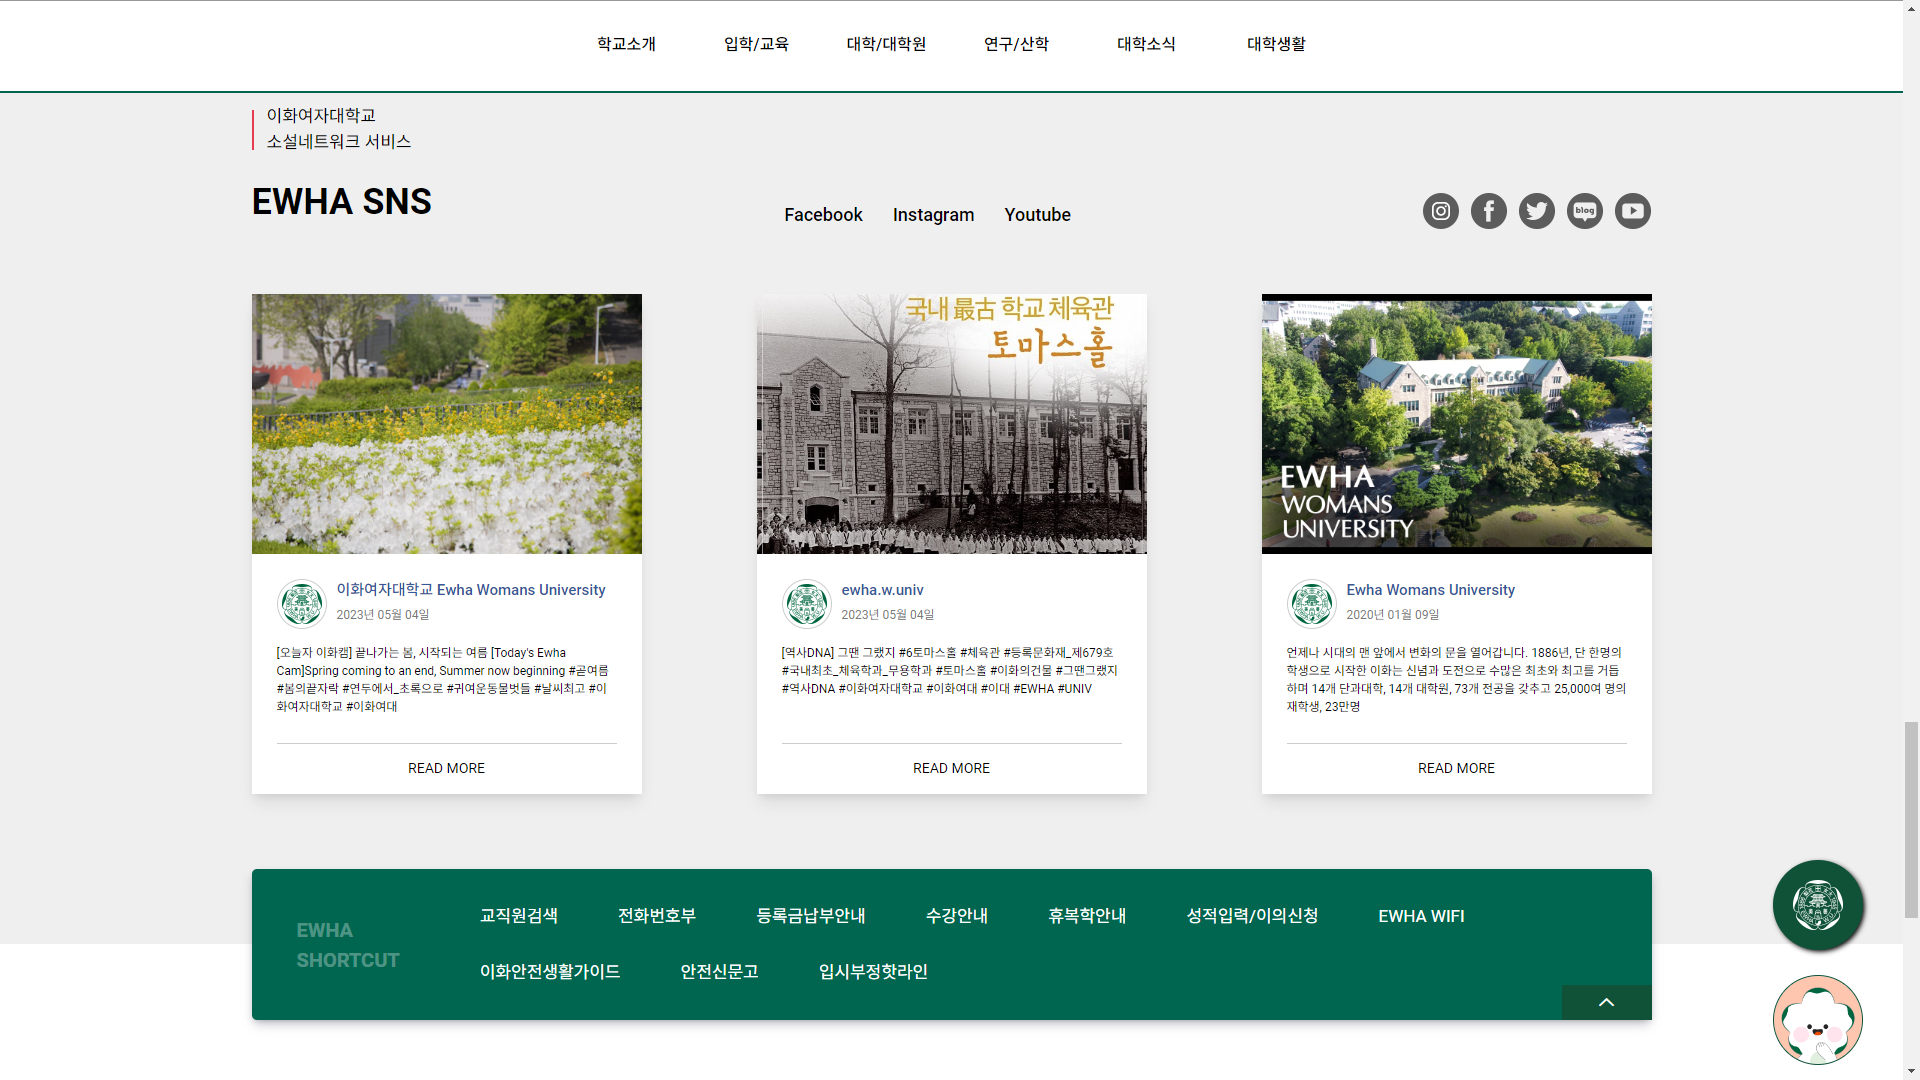 학교소개 입학/교육 대학/대학원 연구/산학 대학소식 대학생활
이화여자대학교
소설네트워크 서비스
EWHA SNS
Facebook Instagram Youtube
blog
국내 最古 학교 체육관
토마스홀
EWHA
WOMANS
UNIVERSITY
이화여자대학교 Ewha Womans University
2023년 05월 04일
[오늘자 이화캠] 끝나가는 봄, 시작되는 여름 [Today's Ewha
Cam]Spring coming to an end, Summer now beginning #곧여름
#봄의끝자락 #연두에서_초록으로 #귀여운동물벗들 #날씨최고 #이
화여자대학교 #이화여대
READ MORE
ewha.w.univ
2023년 05월 04일
[역사DNA] 그땐 그랬지 #6토마스홀 #체육관 #등록문화재_제679호
#국내최초_체육학과_무용학과 #토마스홀 #이화의건물 #그땐그랬지
#역사DNA #이화여자대학교 #이화여대 #이대 #EWHA #UNIV
READ MORE
Ewha Womans University
2020년 01월 09일
언제나 시대의 맨 앞에서 변화의 문을 열어갑니다. 1886년, 단 한명의
학생으로 시작한 이화는 신념과 도전으로 수많은 최초와 최고를 거듭
하며 14개 단과대학, 14개 대학원, 73개 전공을 갖추고 25,000여 명의
재학생, 23만명
READ MORE
EWHA
SHORTCUT
교직원검색 전화번호부 등록금납부안내 수강안내 휴복학안내 성적입력/이의신청 EWHA WIFI
이화안전생활가이드 안전신문고 입시부정핫라인